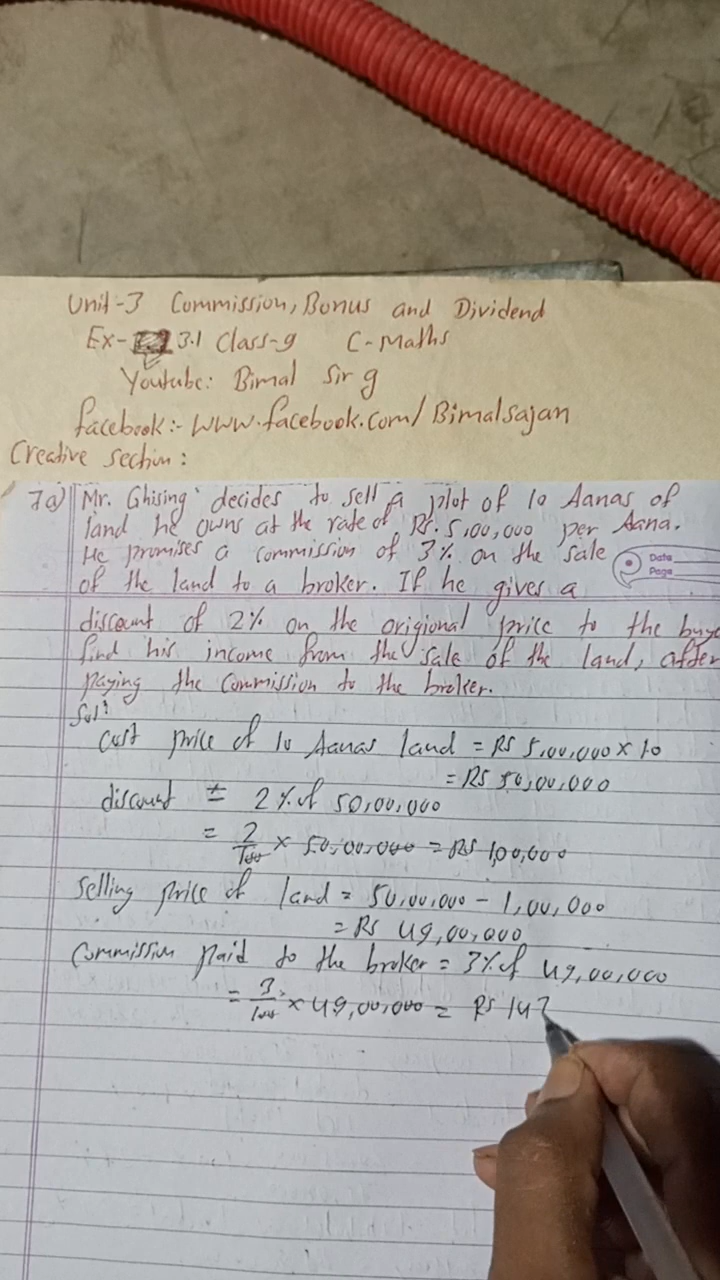 Unit-3 Commission, Bonus and Dividend
Ex- 3.1 Class-9 C-Maths
Youtube: Bimal Sir g
facebook:- www.facebook.com/Bimalsajan
Creative section:
7a) Mr. Ghising decides to sell a plot of 10 Aanas of
land he owns at the rate of Rs. 5,00,000 per Aana.
He promises a commission of 3% on the sale
Date
Page
of the land to a broker. If he gives a
discount of 2% on the origional price to the buye
find his income from the sale of the land, after
paying the commission to the broker.
Sol?
Cost price of 10 Aanas land = RS 5,00,000 × 10
= RS 50,00,000
discount = 2% of 50,00,000
= 2/100 × 50,00,000 = RS 1,00,000
Selling price of land = 50,00,000 - 1,00,000
= RS 49,00,000
Commission paid to the broker = 3% of 49,00,000
= 3/100 × 49,00,000 = RS 147